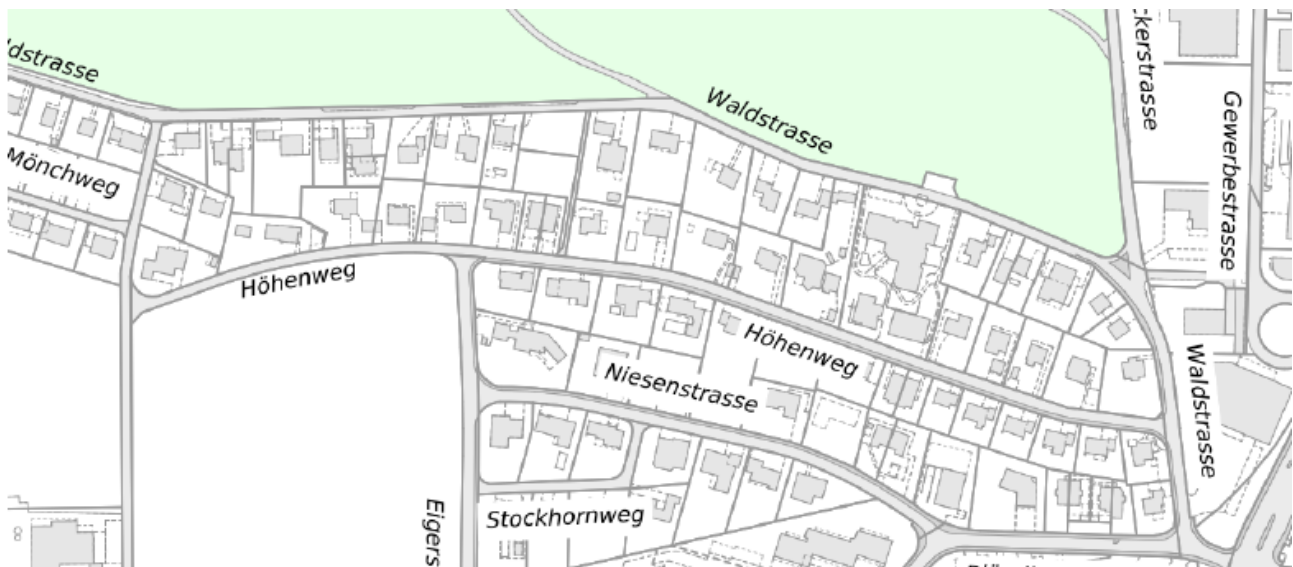 ldstrasse
Waldstrasse
ckerstrasse
Gewerbestrasse
Mönchweg
Höhenweg
Höhenweg
Niesenstrasse
Waldstrasse
Stockhornweg
Eigers